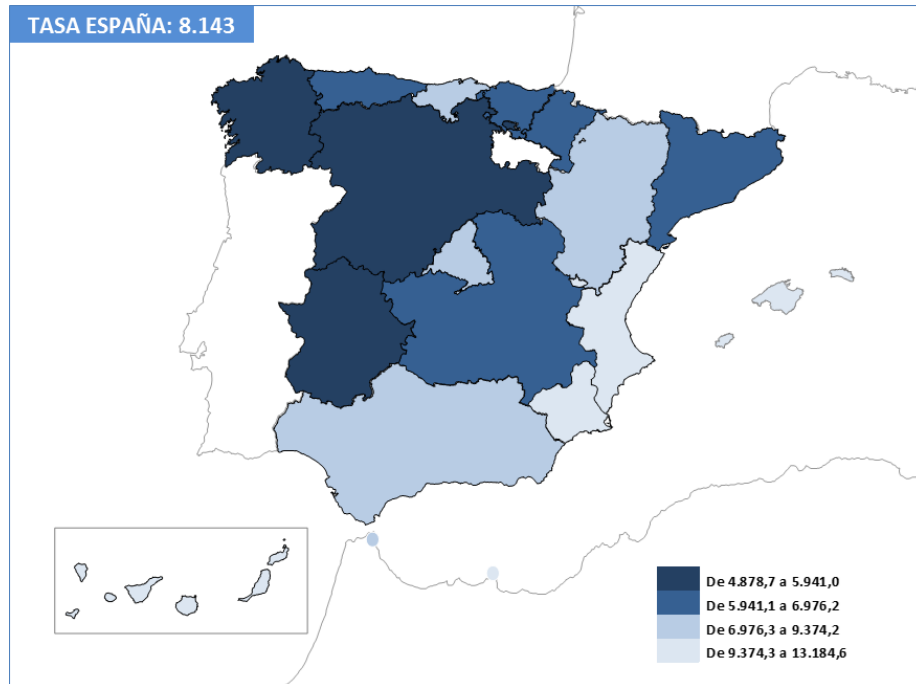 TASA ESPAÑA: 8.143
De 4.878,7 a 5.941,0
De 5.941,1 a 6.976,2
De 6.976,3 a 9.374,2
De 9.374,3 a 13.184,6